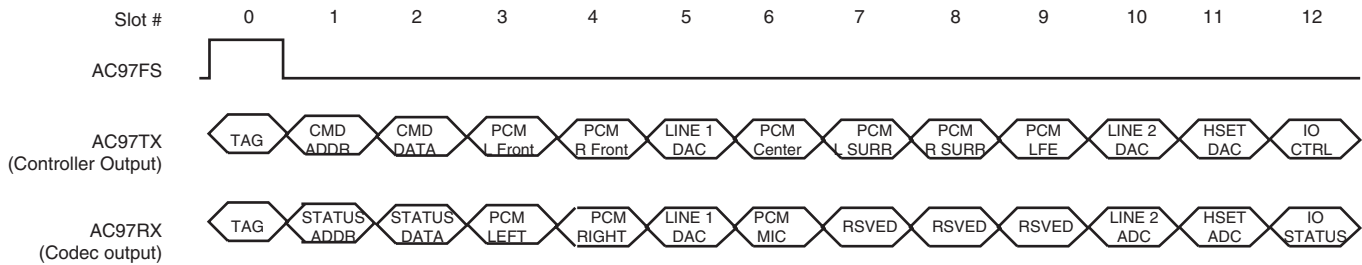 Slot # 0 1 2 3 4 5 6 7 8 9 10 11 12
AC97FS
AC97TX
(Controller Output)
TAG
CMD
ADDR
CMD
DATA
PCM
L Front
PCM
R Front
LINE 1
DAC
PCM
Center
PCM
L SURR
PCM
R SURR
PCM
LFE
LINE 2
DAC
HSET
DAC
IO
CTRL
AC97RX
(Codec output)
TAG
STATUS
ADDR
STATUS
DATA
PCM
LEFT
PCM
RIGHT
LINE 1
DAC
PCM
MIC
RSVED
RSVED
RSVED
LINE 2
ADC
HSET
ADC
IO
STATUS